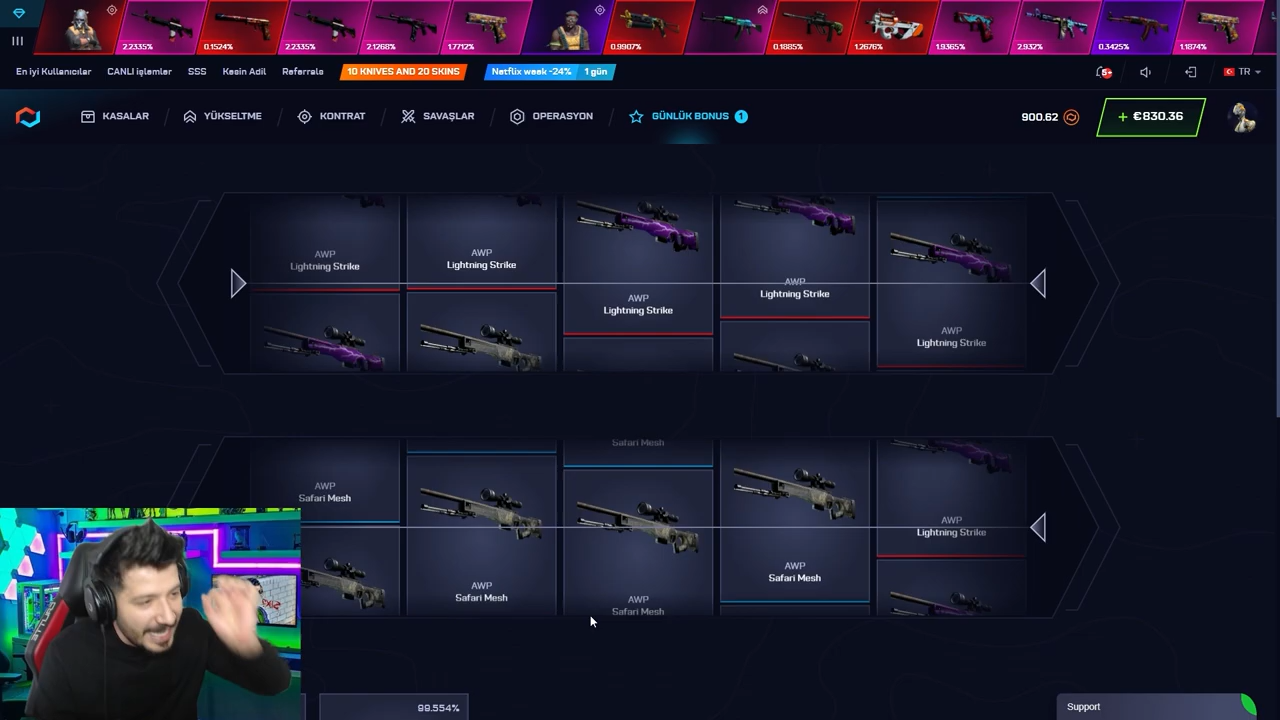 2.2335%
0.1524%
2.2335%
2.1268%
1.7712%
0.9907%
0.1885%
1.2676%
1.9365%
2.932%
0.3425%
1.1874%
En iyi Kullanıcılar CANLI işlemler SSS Kesin Adil Referrals 10 KNIVES AND 20 SKINS Netflix week -24% 1 gün 5+ TR
KASALAR YÜKSELTME KONTRAT SAVAŞLAR OPERASYON GÜNLÜK BONUS 1 900.62 + €830.36
AWP
Lightning Strike
AWP
Lightning Strike
AWP
Lightning Strike
AWP
Lightning Strike
AWP
Lightning Strike
AWP
Safari Mesh
AWP
Safari Mesh
Safari Mesh
AWP
Safari Mesh
AWP
Safari Mesh
AWP
Lightning Strike
99.554%
Support